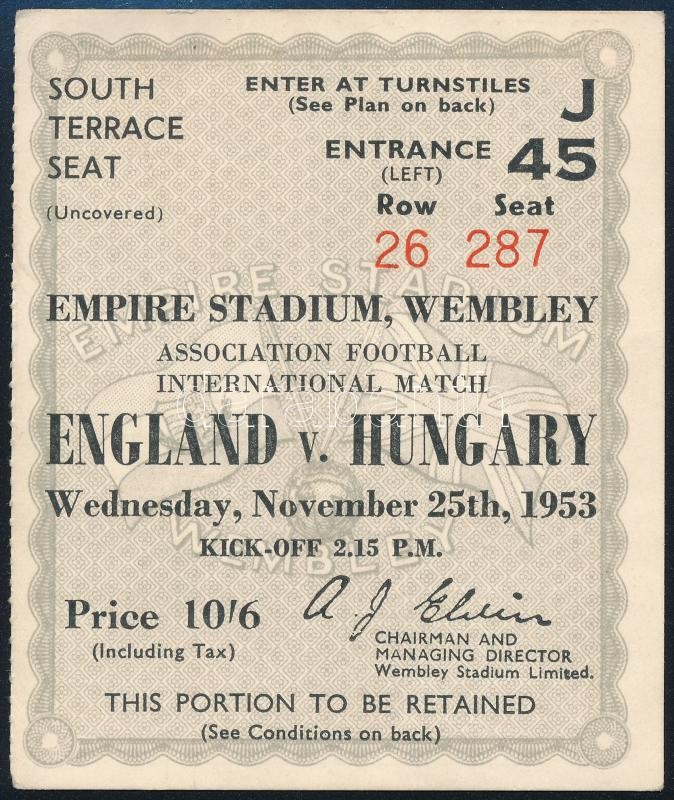 SOUTH
TERRACE
SEAT
(Uncovered)
ENTER AT TURNSTILES J
(See Plan on back)
ENTRANCE 45
(LEFT)
Row Seat
26 287
EMPIRE STADIUM
EMPIRE STADIUM, WEMBLEY
ASSOCIATION FOOTBALL
INTERNATIONAL MATCH
darabanth
ENGLAND v. HUNGARY
Wednesday, November 25th, 1953
WEMBLEY
KICK-OFF 2.15 P.M.
Price 10/6
(Including Tax)
A. J. Elvin
CHAIRMAN AND
MANAGING DIRECTOR
Wembley Stadium Limited.
THIS PORTION TO BE RETAINED
(See Conditions on back)